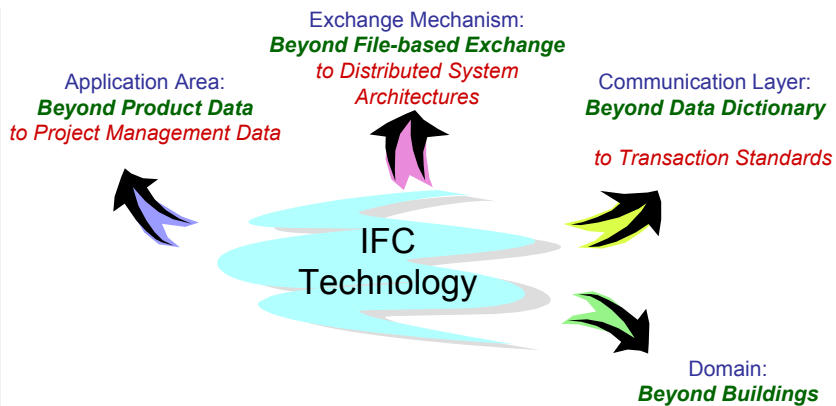 Exchange Mechanism:
Beyond File-based Exchange
to Distributed System
Architectures
Application Area:
Beyond Product Data
to Project Management Data
Communication Layer:
Beyond Data Dictionary
to Transaction Standards
IFC
Technology
Domain:
Beyond Buildings